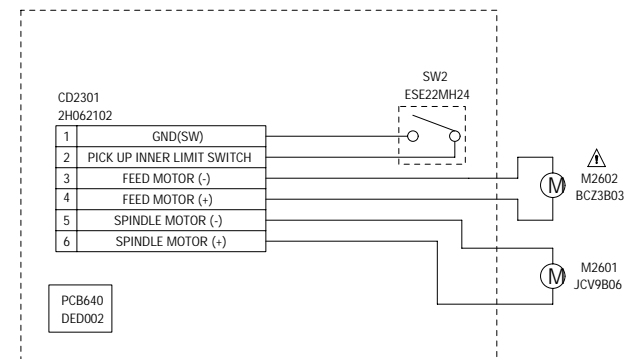 SW2
ESE22MH24
CD2301
2H062102
1 GND(SW)
2 PICK UP INNER LIMIT SWITCH
3 FEED MOTOR (-)
4 FEED MOTOR (+)
5 SPINDLE MOTOR (-)
6 SPINDLE MOTOR (+)
M
M2602
BCZ3B03
M
M2601
JCV9B06
PCB640
DED002